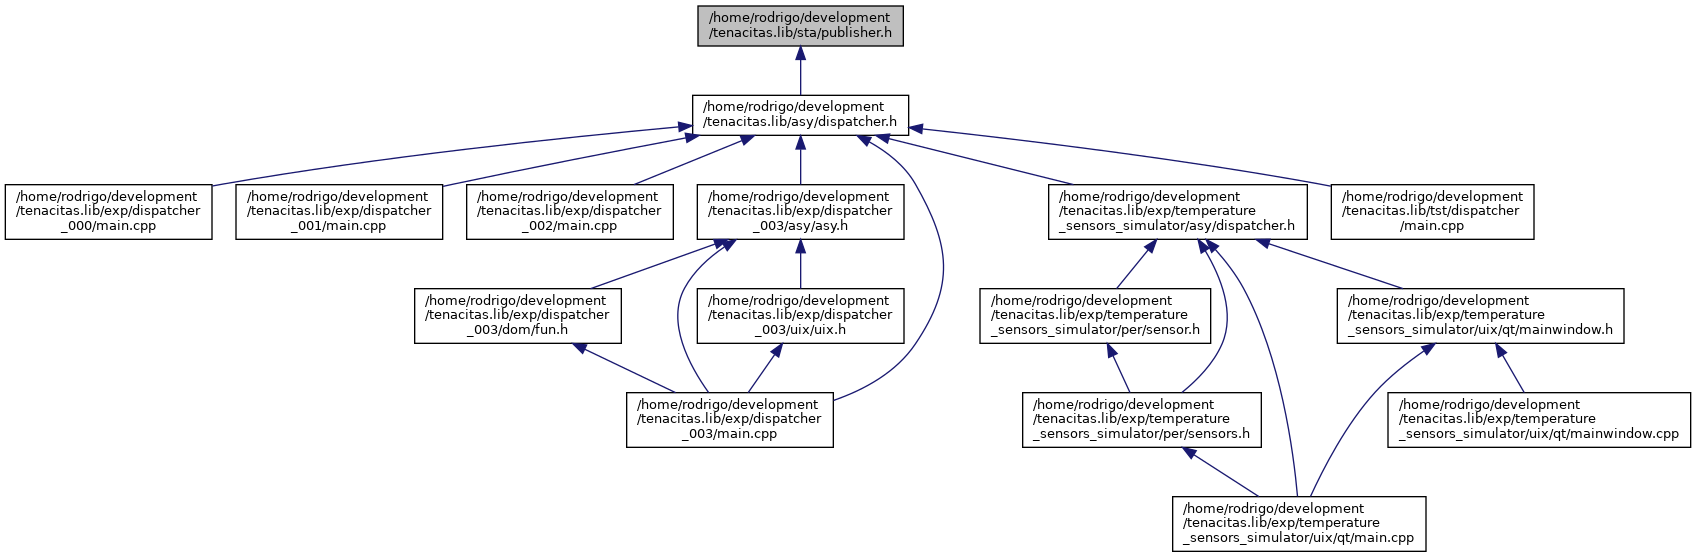 /home/rodrigo/development
/tenacitas.lib/sta/publisher.h
/home/rodrigo/development
/tenacitas.lib/asy/dispatcher.h
/home/rodrigo/development
/tenacitas.lib/exp/dispatcher
_000/main.cpp
/home/rodrigo/development
/tenacitas.lib/exp/dispatcher
_001/main.cpp
/home/rodrigo/development
/tenacitas.lib/exp/dispatcher
_002/main.cpp
/home/rodrigo/development
/tenacitas.lib/exp/dispatcher
_003/asy/asy.h
/home/rodrigo/development
/tenacitas.lib/exp/temperature
_sensors_simulator/asy/dispatcher.h
/home/rodrigo/development
/tenacitas.lib/tst/dispatcher
/main.cpp
/home/rodrigo/development
/tenacitas.lib/exp/dispatcher
_003/dom/fun.h
/home/rodrigo/development
/tenacitas.lib/exp/dispatcher
_003/uix/uix.h
/home/rodrigo/development
/tenacitas.lib/exp/temperature
_sensors_simulator/per/sensor.h
/home/rodrigo/development
/tenacitas.lib/exp/temperature
_sensors_simulator/uix/qt/mainwindow.h
/home/rodrigo/development
/tenacitas.lib/exp/dispatcher
_003/main.cpp
/home/rodrigo/development
/tenacitas.lib/exp/temperature
_sensors_simulator/per/sensors.h
/home/rodrigo/development
/tenacitas.lib/exp/temperature
_sensors_simulator/uix/qt/mainwindow.cpp
/home/rodrigo/development
/tenacitas.lib/exp/temperature
_sensors_simulator/uix/qt/main.cpp